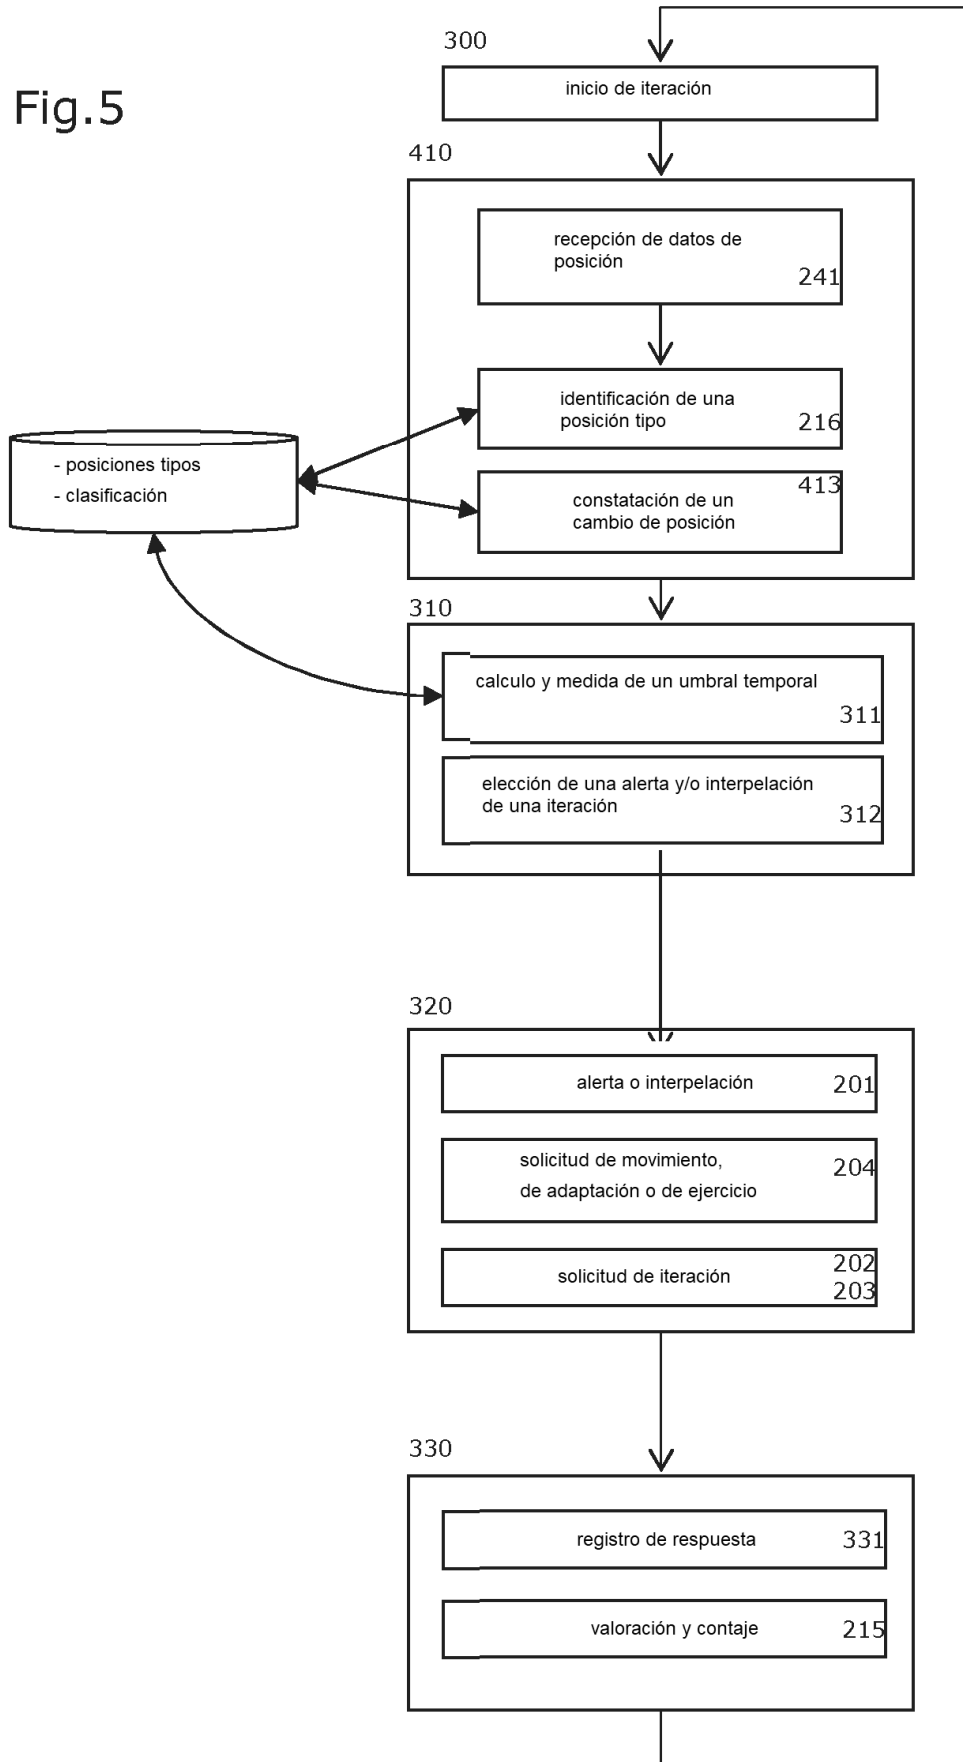 300
inicio de iteración
Fig.5
410
recepción de datos de
posición
241
identificación de una
posición tipo
216
- posiciones tipos
- clasificación
413
constatación de un
cambio de posición
310
calculo y medida de un umbral temporal
311
elección de una alerta y/o interpelación
de una iteración
312
320
alerta o interpelación
201
solicitud de movimiento,
204
de adaptación o de ejercicio
202
solicitud de iteración
203
330
registro de respuesta
331
valoración y contaje
215